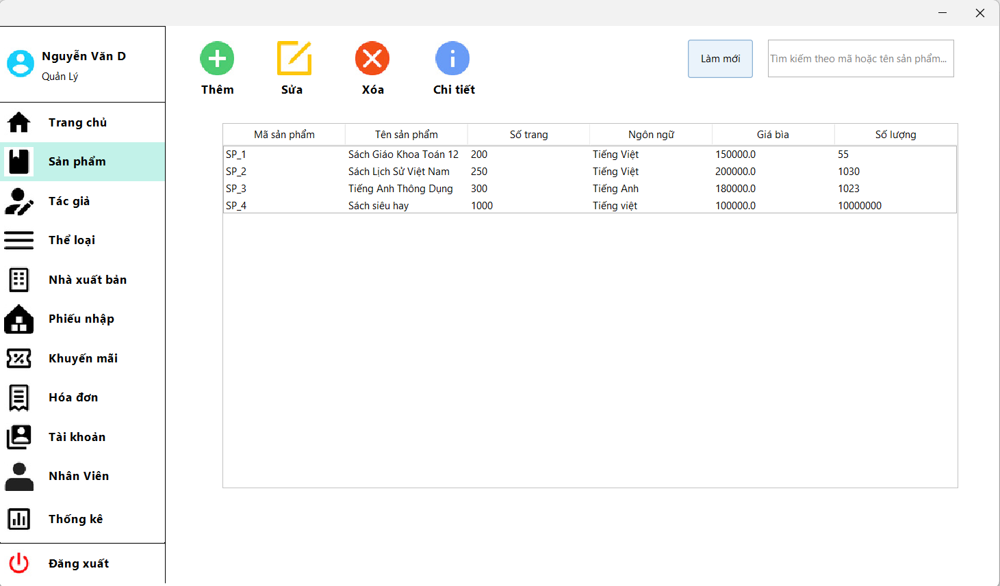 Nguyễn Văn D
Quản Lý
Trang chủ
Sản phẩm
Tác giả
Thể loại
Nhà xuất bản
Phiếu nhập
Khuyến mãi
Hóa đơn
Tài khoản
Nhân Viên
Thống kê
Đăng xuất
Thêm Sửa Xóa Chi tiết
Làm mới
Tìm kiếm theo mã hoặc tên sản phẩm...
Mã sản phẩm Tên sản phẩm Số trang Ngôn ngữ Giá bìa Số lượng
SP_1 Sách Giáo Khoa Toán 12 200 Tiếng Việt 150000.0 55
SP_2 Sách Lịch Sử Việt Nam 250 Tiếng Việt 200000.0 1030
SP_3 Tiếng Anh Thông Dụng 300 Tiếng Anh 180000.0 1023
SP_4 Sách siêu hay 1000 Tiếng việt 100000.0 10000000